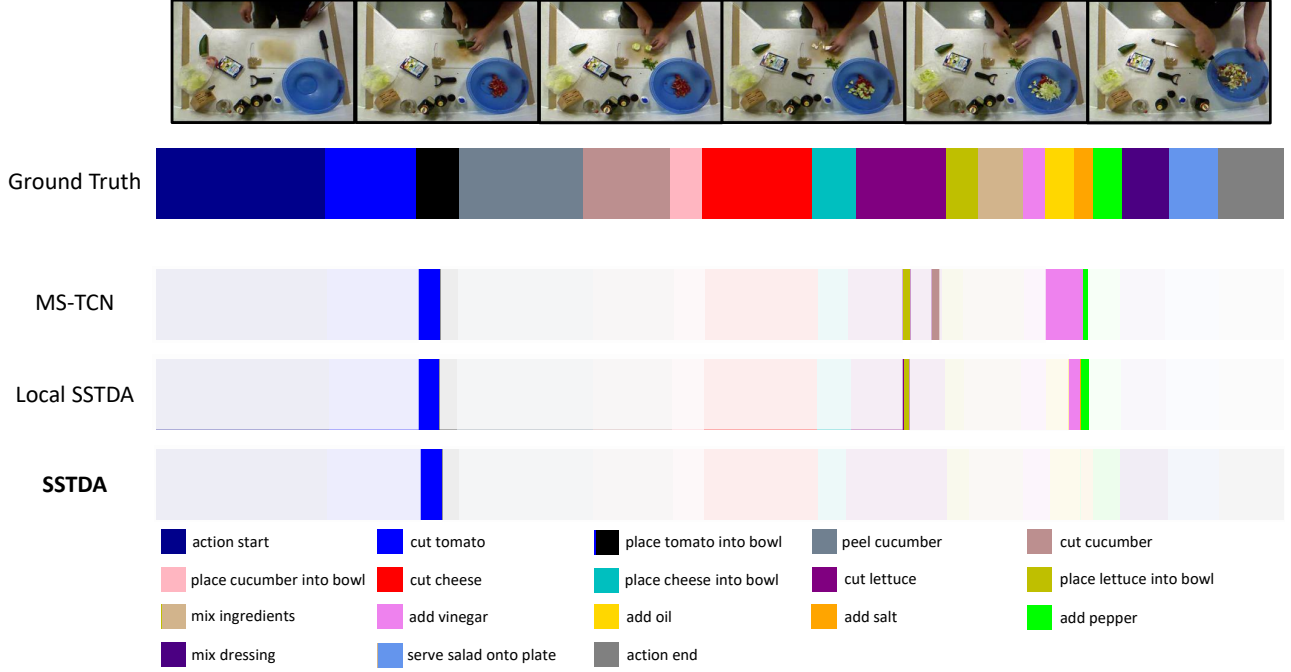 Ground Truth
MS-TCN
Local SSTDA
SSTDA
action start cut tomato place tomato into bowl peel cucumber cut cucumber
place cucumber into bowl cut cheese place cheese into bowl cut lettuce place lettuce into bowl
mix ingredients add vinegar add oil add salt add pepper
mix dressing serve salad onto plate action end